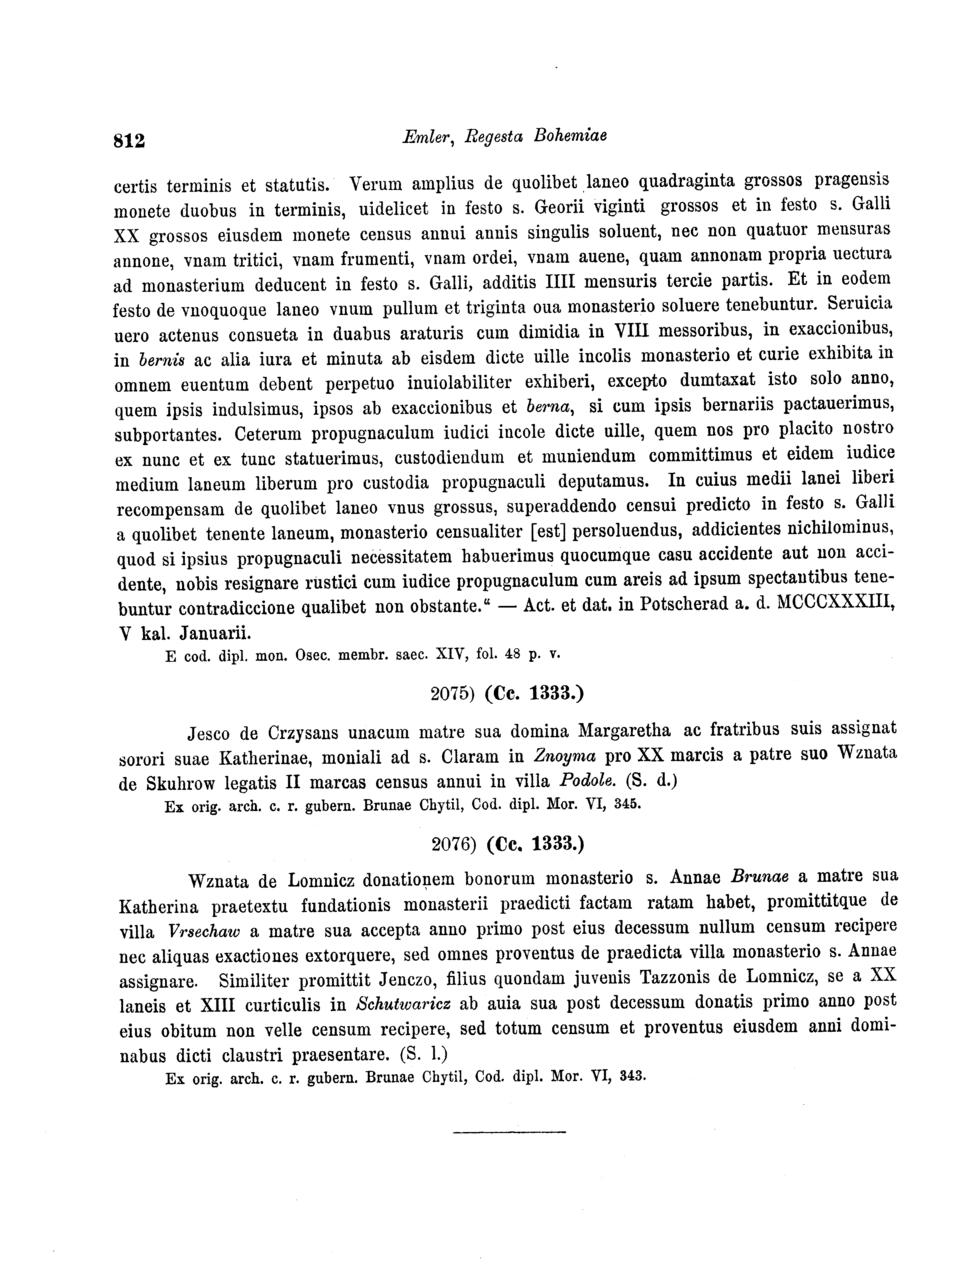 812 Emler, Regesta Bohemiae
certis terminis et statutis. Verum amplius de quolibet laneo quadraginta grossos pragensis
monete duobus in terminis, uidelicet in festo s. Georii viginti grossos et in festo s. Galli
XX grossos eiusdem monete census annui annis singulis soluent, nec non quatuor mensuras
annone, vnam tritici, vnam frumenti, vnam ordei, vnam auene, quam annonam propria uectura
ad monasterium deducent in festo s. Galli, additis IIII mensuris tercie partis. Et in eodem
festo de vnoquoque laneo vnum pullum et triginta oua monasterio soluere tenebuntur. Seruicia
uero actenus consueta in duabus araturis cum dimidia in VIII messoribus, in exaccionibus,
in bernis ac alia iura et minuta ab eisdem dicte uille incolis monasterio et curie exhibita in
omnem euentum debent perpetuo inuiolabiliter exhiberi, excepto dumtaxat isto solo anno,
quem ipsis indulsimus, ipsos ab exaccionibus et berna, si cum ipsis bernariis pactauerimus,
subportantes. Ceterum propugnaculum iudici incole dicte uille, quem nos pro placito nostro
ex nunc et ex tunc statuerimus, custodiendum et muniendum committimus et eidem iudice
medium laneum liberum pro custodia propugnaculi deputamus. In cuius medii lanei liberi
recompensam de quolibet laneo vnus grossus, superaddendo censui predicto in festo s. Galli
a quolibet tenente laneum, monasterio censualiter [est] persoluendus, addicientes nichilominus,
quod si ipsius propugnaculi necessitatem habuerimus quocumque casu accidente aut non acci-
dente, nobis resignare rustici cum iudice propugnaculum cum areis ad ipsum spectantibus tene-
buntur contradiccione qualibet non obstante.“ — Act. et dat. in Potscherad a. d. MCCCXXXIII,
V kal. Januarii.
E cod. dipl. mon. Osec. membr. saec. XIV, fol. 48 p. v.
2075) (Cc. 1333.)
Jesco de Crzysans unacum matre sua domina Margaretha ac fratribus suis assignat
sorori suae Katherinae, moniali ad s. Claram in Znoyma pro XX marcis a patre suo Wznata
de Skuhrow legatis II marcas census annui in villa Podole. (S. d.)
Ex orig. arch. c. r. gubern. Brunae Chytil, Cod. dipl. Mor. VI, 345.
2076) (Cc. 1333.)
Wznata de Lomnicz donationem bonorum monasterio s. Annae Brunae a matre sua
Katherina praetextu fundationis monasterii praedicti factam ratam habet, promittitque de
villa Vrsechaw a matre sua accepta anno primo post eius decessum nullum censum recipere
nec aliquas exactiones extorquere, sed omnes proventus de praedicta villa monasterio s. Annae
assignare. Similiter promittit Jenczo, filius quondam juvenis Tazzonis de Lomnicz, se a XX
laneis et XIII curticulis in Schutwaricz ab auia sua post decessum donatis primo anno post
eius obitum non velle censum recipere, sed totum censum et proventus eiusdem anni domi-
nabus dicti claustri praesentare. (S. l.)
Ex orig. arch. c. r. gubern. Brunae Chytil, Cod. dipl. Mor. VI, 343.